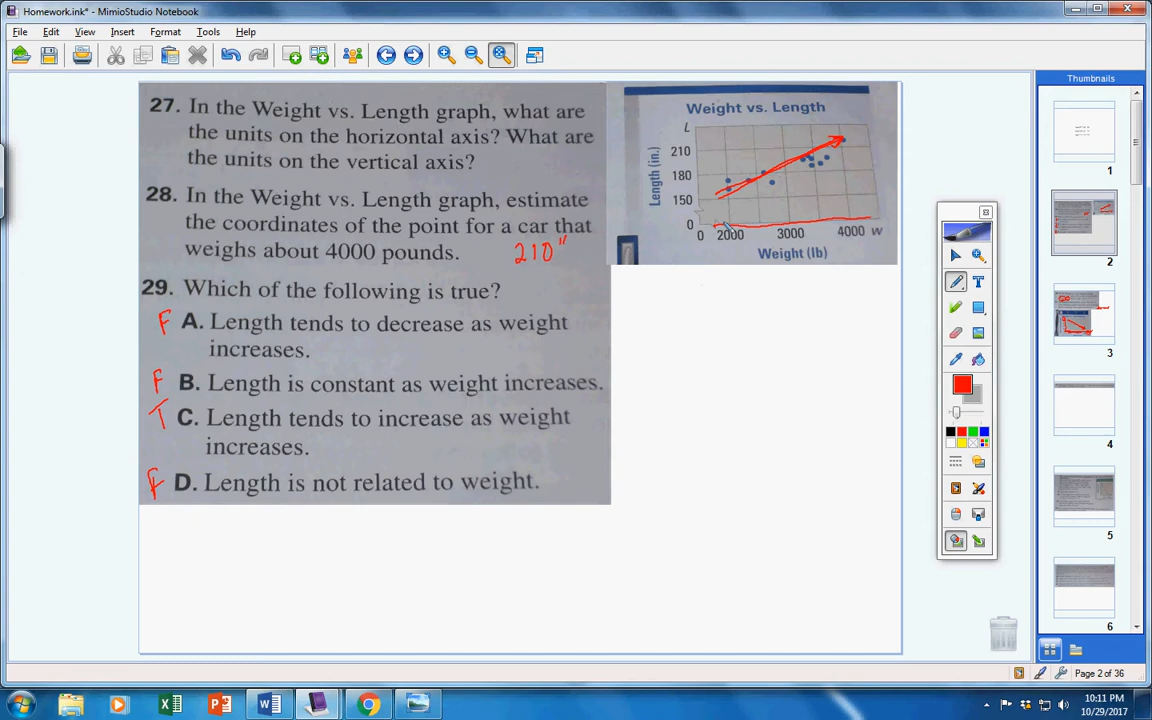 Homework.ink* - MimioStudio Notebook
File Edit View Insert Format Tools Help
27. In the Weight vs. Length graph, what are
the units on the horizontal axis? What are
the units on the vertical axis?
28. In the Weight vs. Length graph, estimate
the coordinates of the point for a car that
weighs about 4000 pounds. 210"
29. Which of the following is true?
F A. Length tends to decrease as weight
increases.
F B. Length is constant as weight increases.
T C. Length tends to increase as weight
increases.
F D. Length is not related to weight.
Weight vs. Length
L
210
180
150
0
Length (in.)
0 2000 3000 4000 W
Weight (lb)
T
Thumbnails
1
2
3
4
5
6
Page 2 of 36
10:11 PM
10/29/2017